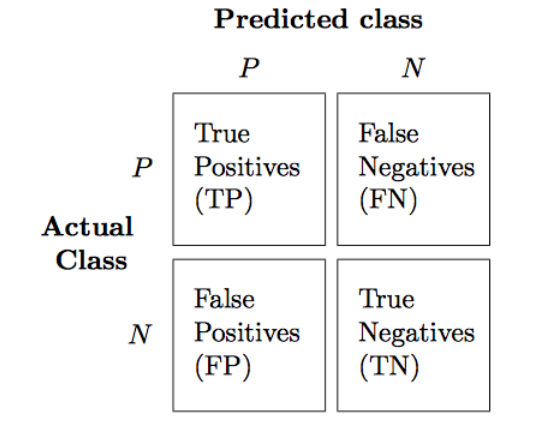 Predicted class
P N
True
Positives
(TP)
False
Negatives
(FN)
P
Actual
Class
False
Positives
(FP)
True
Negatives
(TN)
N